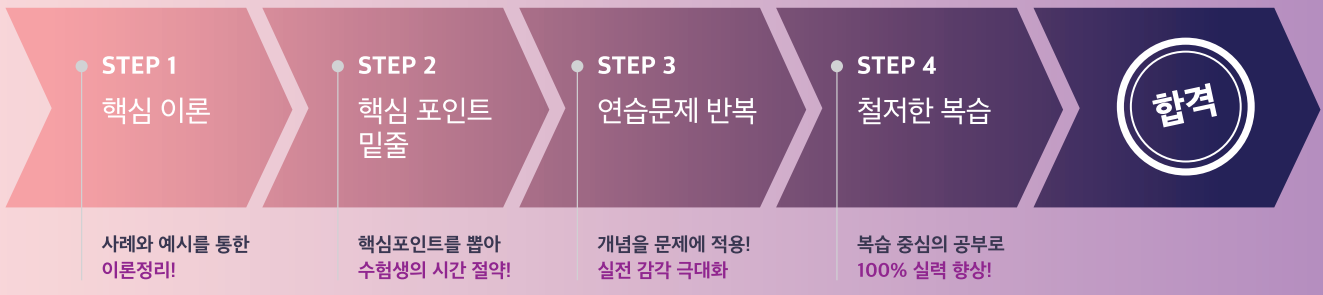 STEP 1
핵심 이론
사례와 예시를 통한
이론정리!
STEP 2
핵심 포인트
밑줄
핵심포인트를 뽑아
수험생의 시간 절약!
STEP 3
연습문제 반복
개념을 문제에 적용!
실전 감각 극대화
STEP 4
철저한 복습
복습 중심의 공부로
100% 실력 향상!
합격